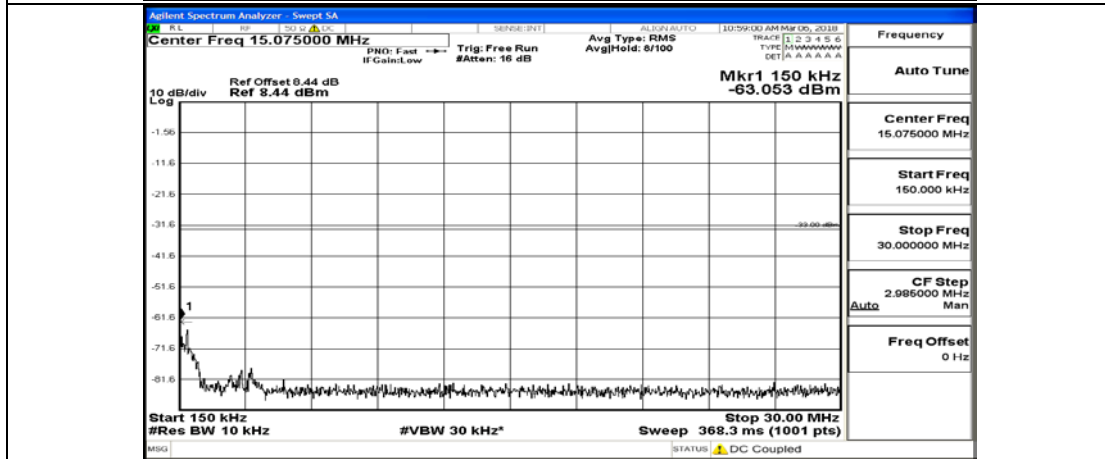 Agilent Spectrum Analyzer - Swept SA
RL RF 50 Ω DC SENSE:INT ALIGN AUTO 10:59:00 AM Mar 06, 2018
Center Freq 15.075000 MHz
PNO: Fast
IFGain:Low
Trig: Free Run
#Atten: 16 dB
Avg Type: RMS
Avg|Hold: 8/100
TRACE 1 2 3 4 5 6
TYPE M WWWWW
DET A A A A A A
Frequency
Auto Tune
Mkr1 150 kHz
-63.053 dBm
Ref Offset 8.44 dB
10 dB/div Ref 8.44 dBm
Log
-1.56
-11.6
-21.6
-31.6
-33.00 dBm
-41.6
-51.6
-61.6
-71.6
-81.6
1
Center Freq
15.075000 MHz
Start Freq
150.000 kHz
Stop Freq
30.000000 MHz
CF Step
2.985000 MHz
Auto Man
Freq Offset
0 Hz
Start 150 kHz Stop 30.00 MHz
#Res BW 10 kHz #VBW 30 kHz* Sweep 368.3 ms (1001 pts)
MSG STATUS DC Coupled